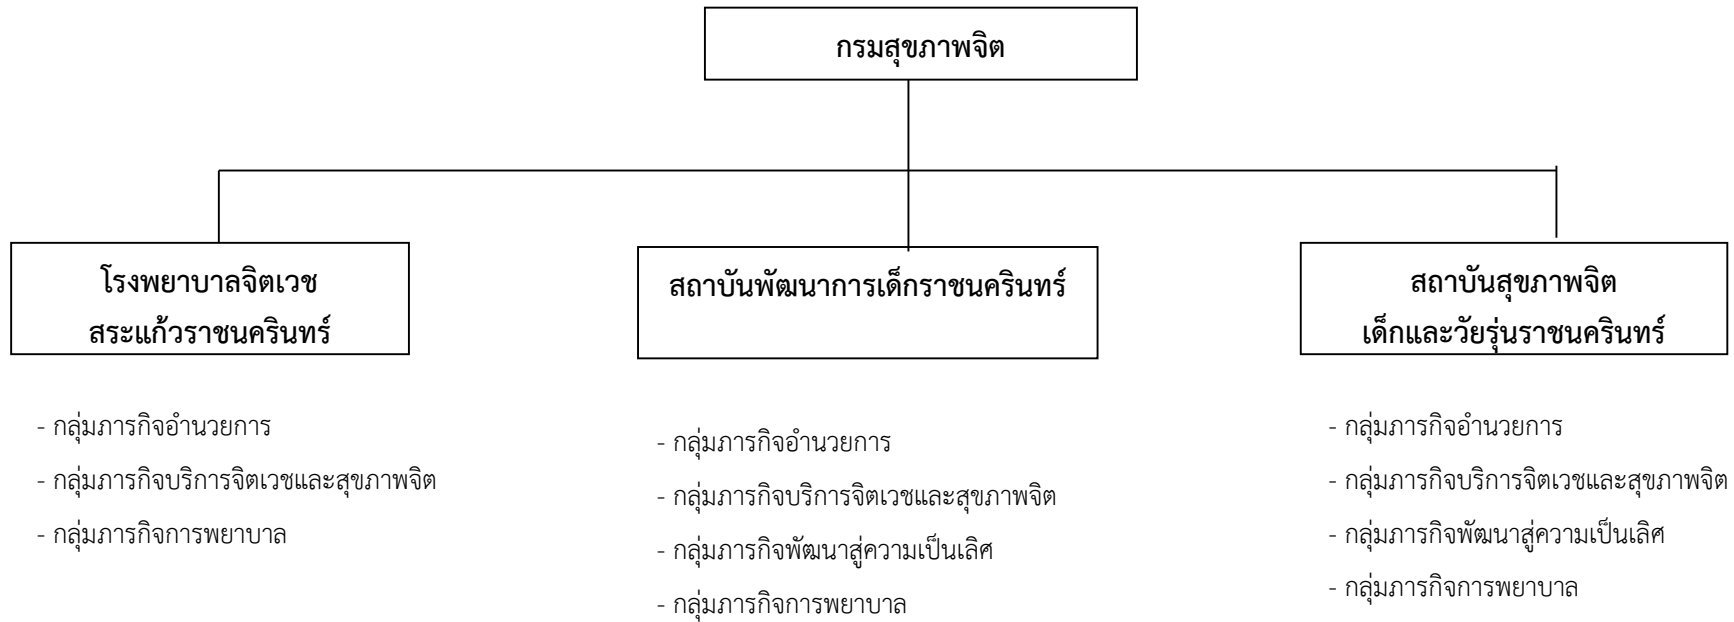 กรมสุขภาพจิต
โรงพยาบาลจิตเวช
สระแก้วราชนครินทร์
- กลุ่มภารกิจอำนวยการ
- กลุ่มภารกิจบริการจิตเวชและสุขภาพจิต
- กลุ่มภารกิจการพยาบาล
สถาบันพัฒนาการเด็กราชนครินทร์
- กลุ่มภารกิจอำนวยการ
- กลุ่มภารกิจบริการจิตเวชและสุขภาพจิต
- กลุ่มภารกิจพัฒนาสู่ความเป็นเลิศ
- กลุ่มภารกิจการพยาบาล
สถาบันสุขภาพจิต
เด็กและวัยรุ่นราชนครินทร์
- กลุ่มภารกิจอำนวยการ
- กลุ่มภารกิจบริการจิตเวชและสุขภาพจิต
- กลุ่มภารกิจพัฒนาสู่ความเป็นเลิศ
- กลุ่มภารกิจการพยาบาล